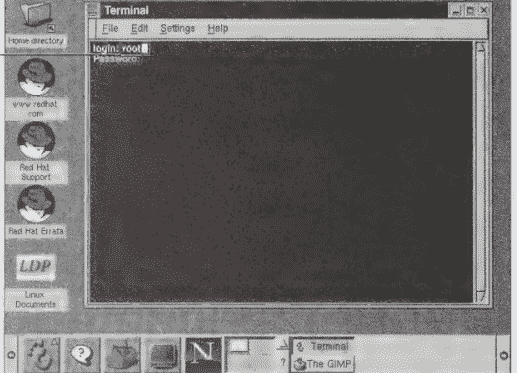 Terminal
File Edit Settings Help
login: root
Password:
Home directory
www redhat
com
Red Hat
Support
Red Hat Errata
LDP
Linux
Documents
N
?
Terminal
The GIMP